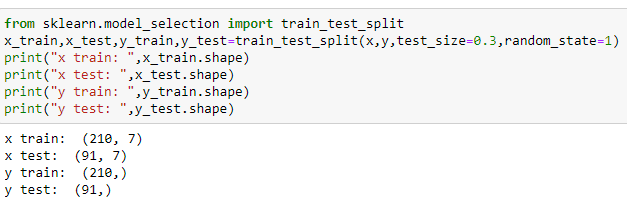 from sklearn.model_selection import train_test_split
x_train,x_test,y_train,y_test=train_test_split(x,y,test_size=0.3,random_state=1)
print("x train: ",x_train.shape)
print("x test: ",x_test.shape)
print("y train: ",y_train.shape)
print("y test: ",y_test.shape)
x train:  (210, 7)
x test:  (91, 7)
y train:  (210,)
y test:  (91,)